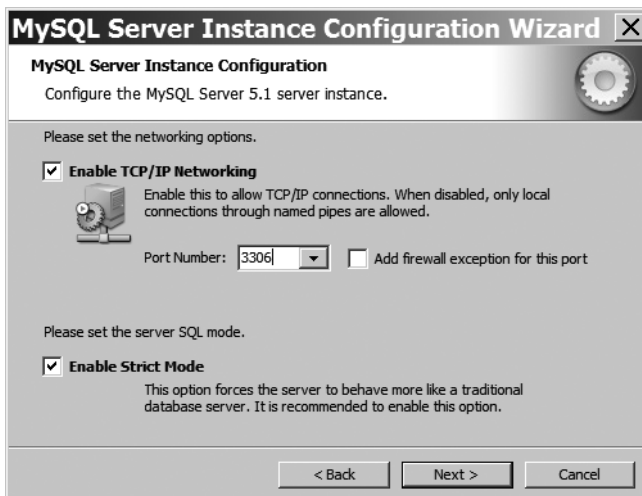 MySQL Server Instance Configuration Wizard
MySQL Server Instance Configuration
Configure the MySQL Server 5.1 server instance.
Please set the networking options.
Enable TCP/IP Networking
Enable this to allow TCP/IP connections. When disabled, only local
connections through named pipes are allowed.
Port Number: 3306 Add firewall exception for this port
Please set the server SQL mode.
Enable Strict Mode
This option forces the server to behave more like a traditional
database server. It is recommended to enable this option.
< Back Next > Cancel